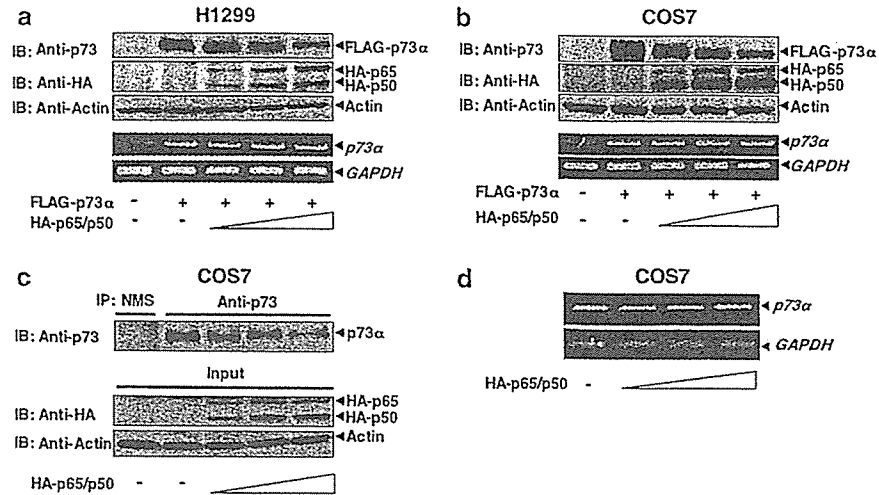 a
H1299
IB: Anti-p73
FLAG-p73α
IB: Anti-HA
HA-p65
HA-p50
IB: Anti-Actin
Actin
p73α
GAPDH
FLAG-p73α - + + + +
HA-p65/p50 - -
b
COS7
IB: Anti-p73
FLAG-p73α
IB: Anti-HA
HA-p65
HA-p50
IB: Anti-Actin
Actin
p73α
GAPDH
FLAG-p73α - + + + +
HA-p65/p50 - -
c
COS7
IP: NMS Anti-p73
IB: Anti-p73
p73α
Input
IB: Anti-HA
HA-p65
HA-p50
IB: Anti-Actin
Actin
HA-p65/p50 - -
d
COS7
p73α
GAPDH
HA-p65/p50 -